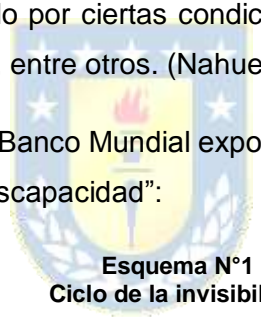 do por ciertas condic
entre otros. (Nahue
Banco Mundial expo
scapacidad":
Esquema N°1
Ciclo de la invisibil